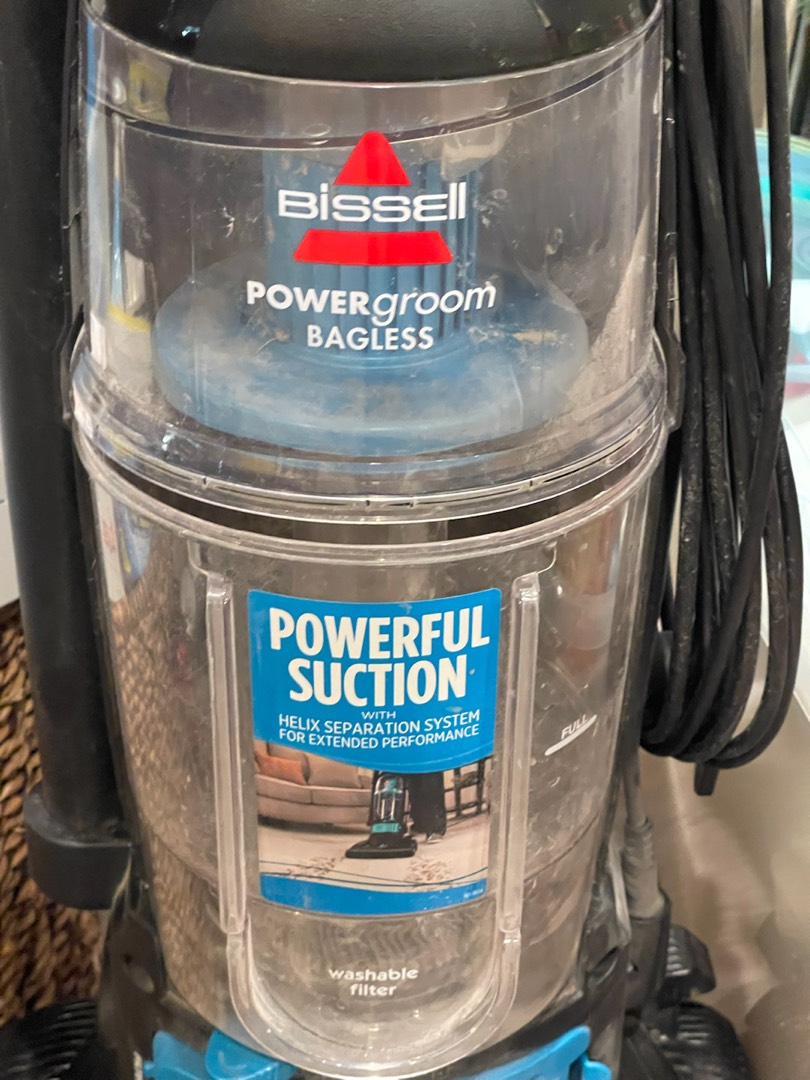 BISSELL
POWERgroom
BAGLESS
POWERFUL
SUCTION
WITH
HELIX SEPARATION SYSTEM
FOR EXTENDED PERFORMANCE
FULL
washable
filter